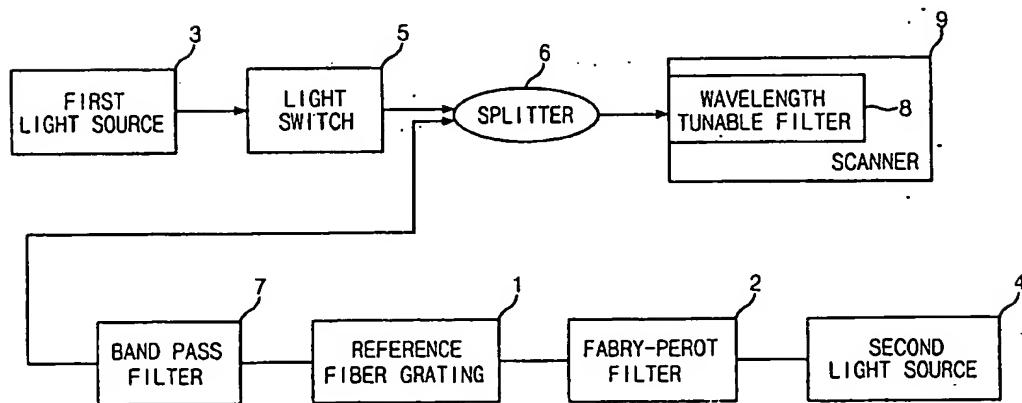 3
5
6
9
FIRST
LIGHT SOURCE
LIGHT
SWITCH
SPLITTER
WAVELENGTH
TUNABLE FILTER
8
SCANNER
7
1
2
4
BAND PASS
FILTER
REFERENCE
FIBER GRATING
FABRY-PEROT
FILTER
SECOND
LIGHT SOURCE